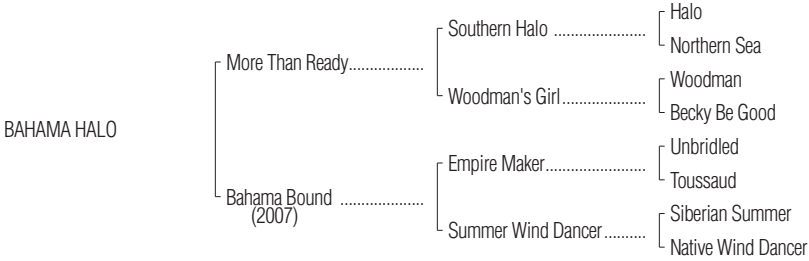 Halo
Southern Halo ......................
Northern Sea
More Than Ready..................
Woodman
Woodman's Girl....................
Becky Be Good
BAHAMA HALO
Unbridled
Empire Maker........................
Toussaud
Bahama Bound ....................
(2007)
Siberian Summer
Summer Wind Dancer..........
Native Wind Dancer